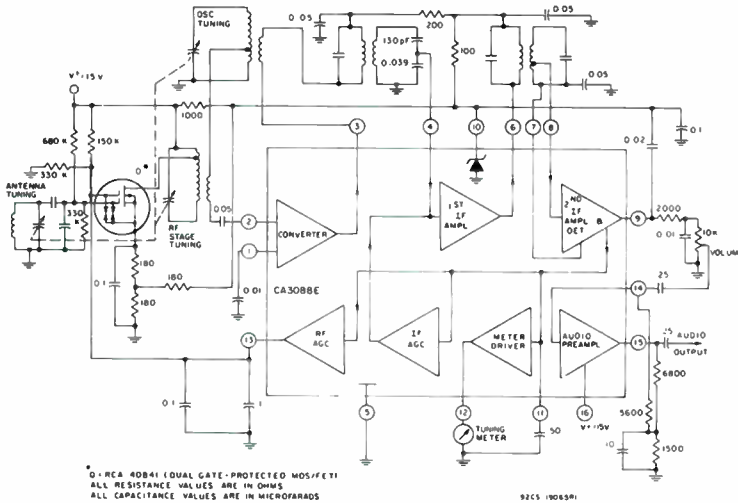 OSC
TUNING
0.05
200
0.05
130pF
0.039
100
V+ = 15 V
0.05
1000
680 K
150 K
3
4
10
6
7
8
0.1
0.02
330 K
Q*
ANTENNA
TUNING
330
K
RF
STAGE
TUNING
0.05
2
CONVERTER
1ST
IF
AMPL
2ND
IF
AMPL B
DET
9
2000
0.01
10K
VOLUME
1
180
180
0.1
180
0.01
CA3088E
14
.25
13
RF
AGC
IF
AGC
METER
DRIVER
AUDIO
PREAMPL
15
.25
AUDIO
OUTPUT
6800
0.1
1
5
12
11
16
V+ = 15V
5600
TUNING
METER
50
10
1500
* Q = RCA 40841 (DUAL GATE-PROTECTED MOS/FET)
ALL RESISTANCE VALUES ARE IN OHMS
ALL CAPACITANCE VALUES ARE IN MICROFARADS
92CS 19065R1